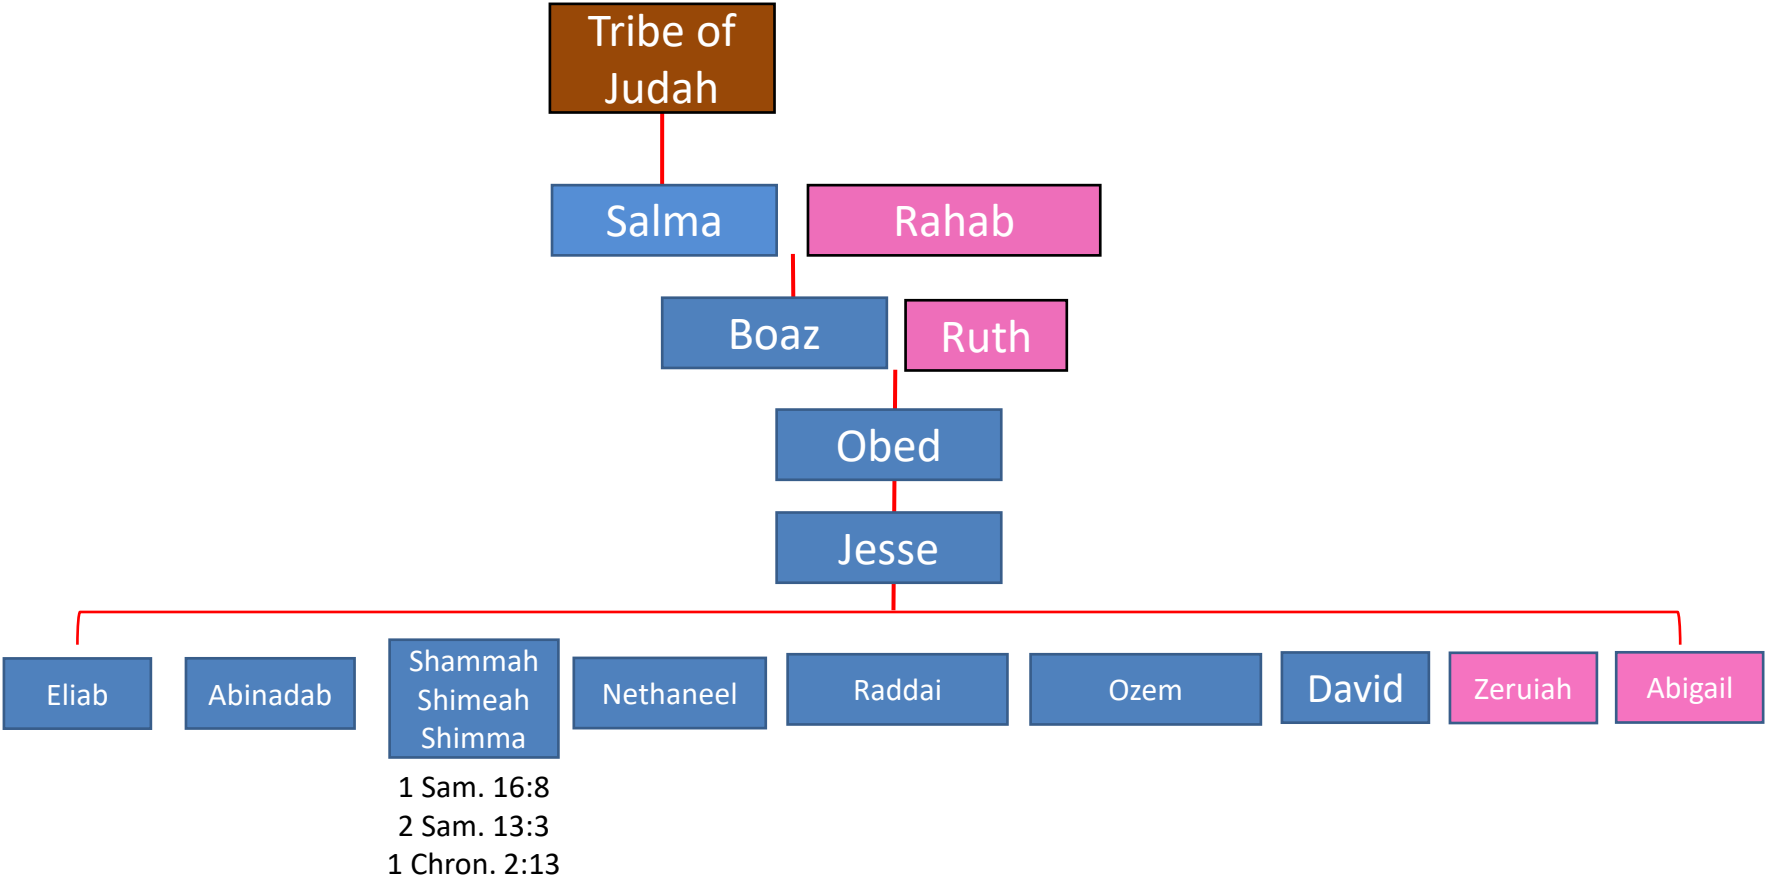 Tribe of
Judah
Salma
Rahab
Boaz
Ruth
Obed
Jesse
Eliab
Abinadab
Shammah
Shimeah
Shimma
Nethaneel
Raddai
Ozem
David
Zeruiah
Abigail
1 Sam. 16:8
2 Sam. 13:3
1 Chron. 2:13